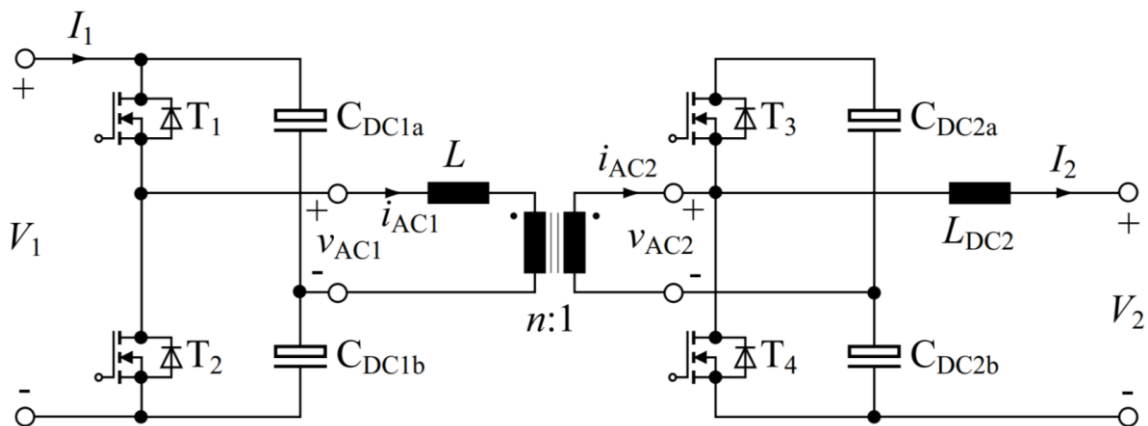 I1
+
T1
CDC1a
L
iAC1
+
vAC1
-
V1
n:1
T2
CDC1b
-
T3
CDC2a
iAC2
+
vAC2
-
I2
LDC2
+
V2
T4
CDC2b
-